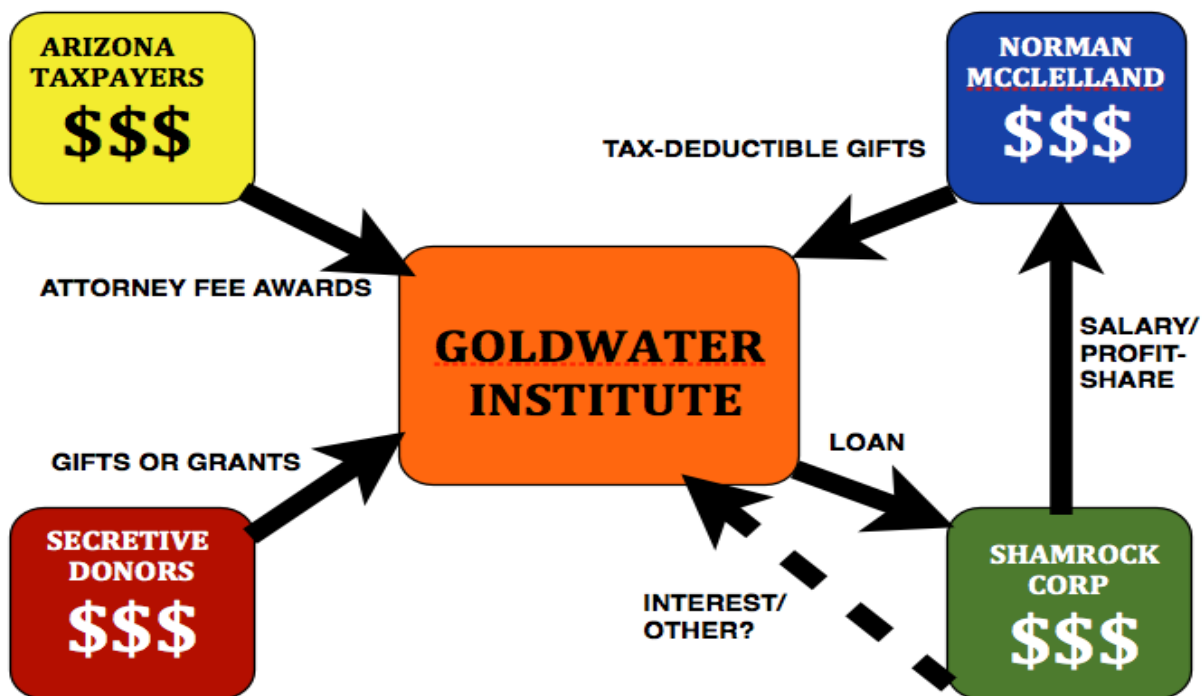 ARIZONA
TAXPAYERS
$$$
NORMAN
MCCLELLAND
$$$
TAX-DEDUCTIBLE GIFTS
ATTORNEY FEE AWARDS
GOLDWATER
INSTITUTE
SALARY/
PROFIT-
SHARE
GIFTS OR GRANTS
LOAN
SECRETIVE
DONORS
$$$
INTEREST/
OTHER?
SHAMROCK
CORP
$$$